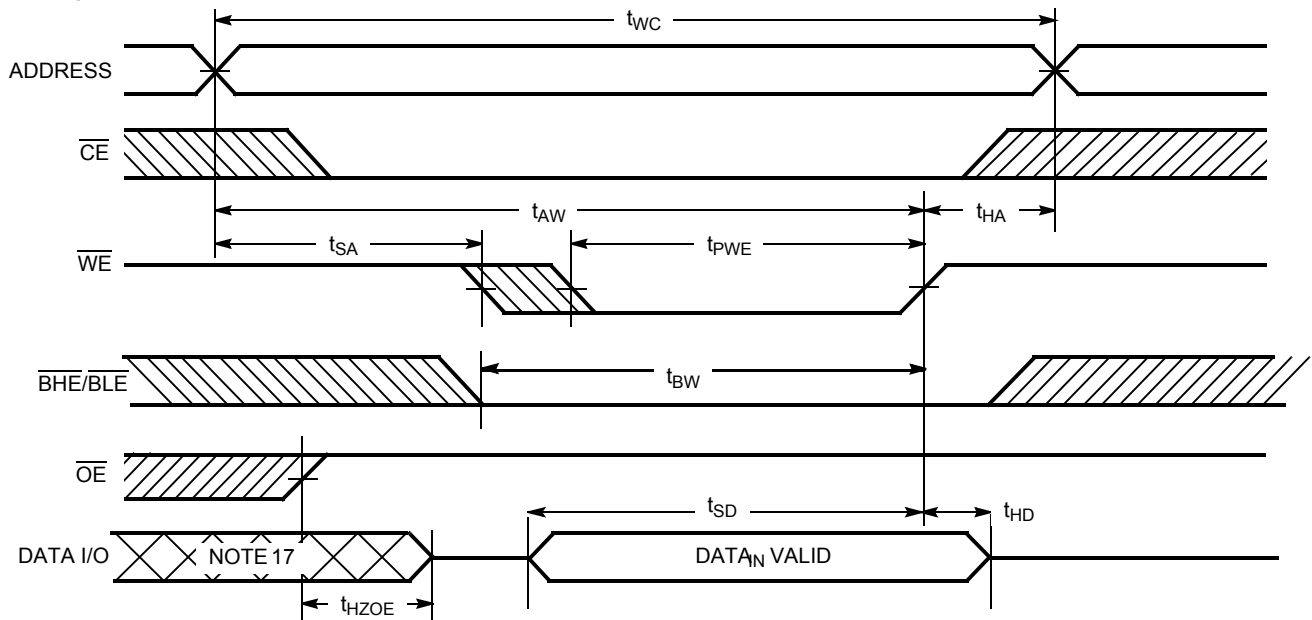 tWC
ADDRESS
CE
tAW
tHA
tSA
tPWE
WE
BHE/BLE
tBW
OE
tSD
tHD
DATA I/O
NOTE 17
DATAIN VALID
tHZOE